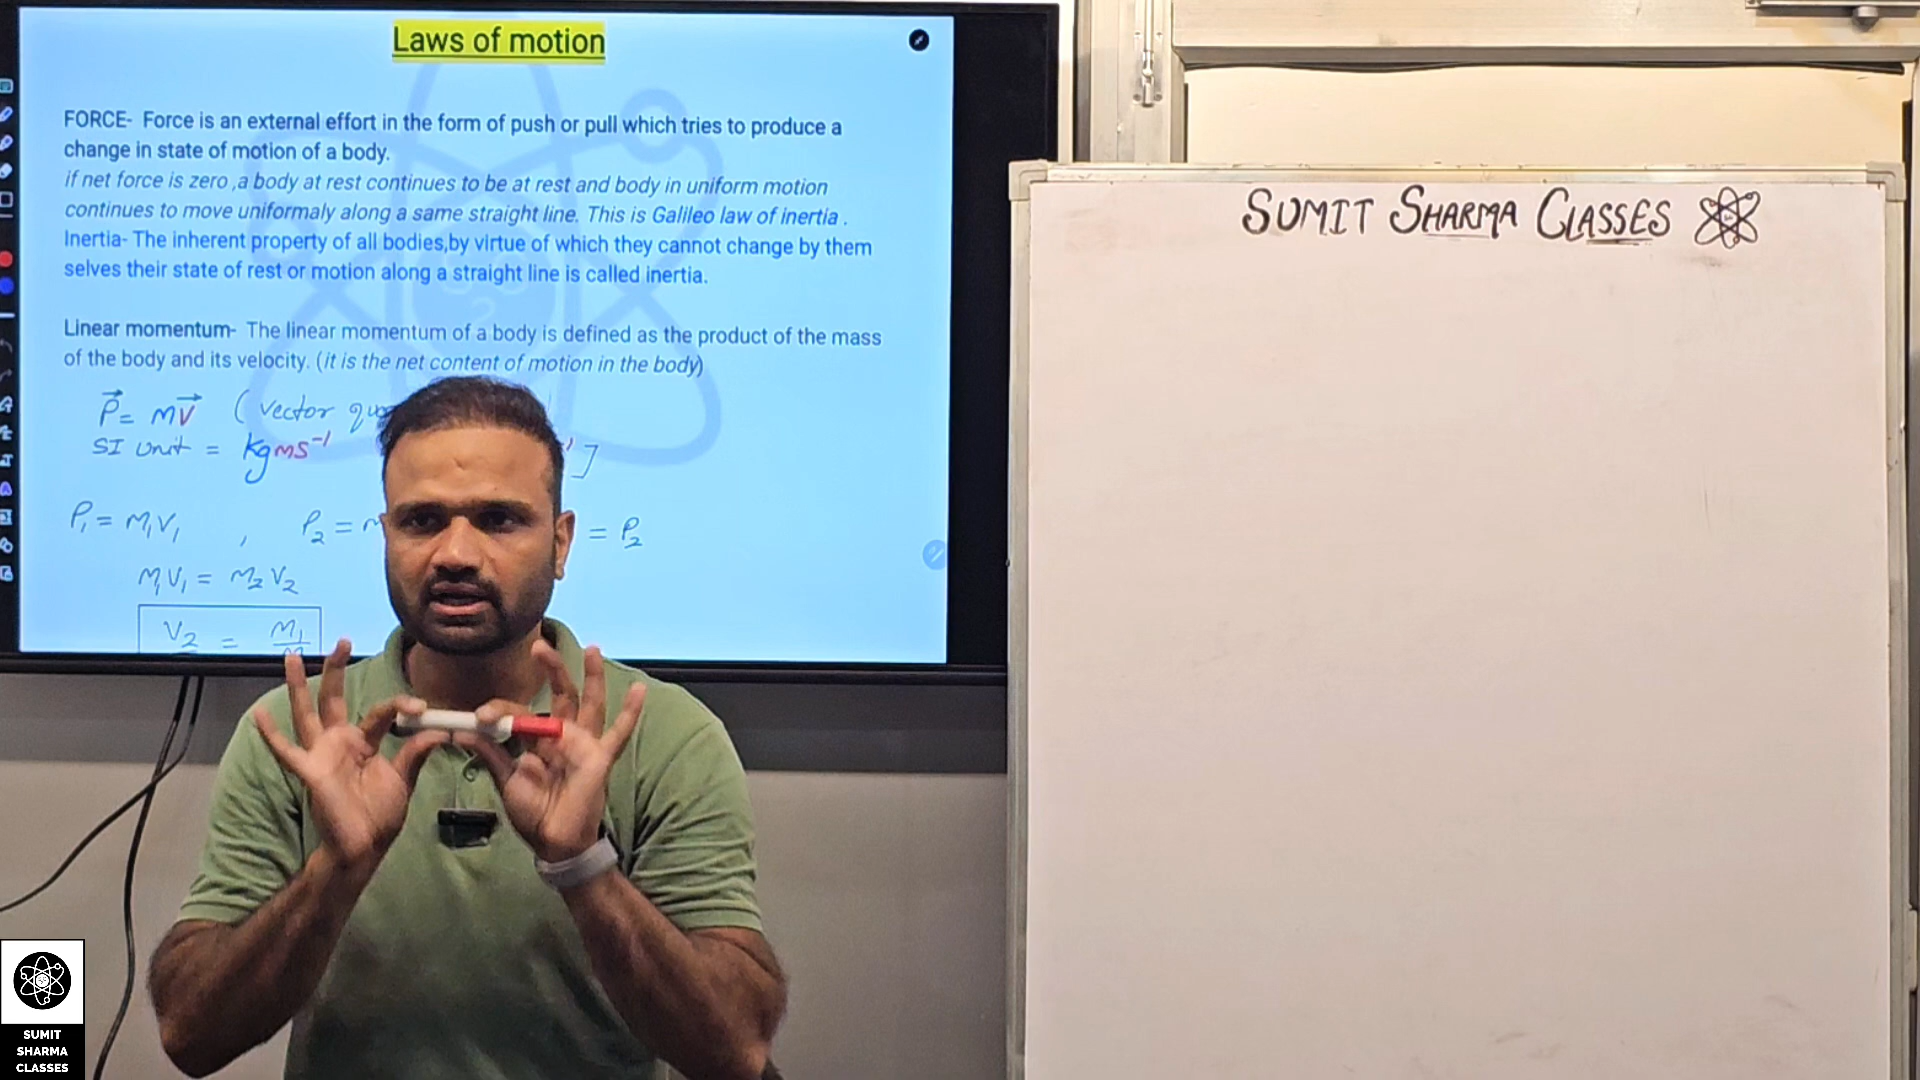 Laws of motion
FORCE- Force is an external effort in the form of push or pull which tries to produce a
change in state of motion of a body.
if net force is zero ,a body at rest continues to be at rest and body in uniform motion
continues to move uniformaly along a same straight line. This is Galileo law of inertia .
Inertia- The inherent property of all bodies,by virtue of which they cannot change by them
selves their state of rest or motion along a straight line is called inertia.
Linear momentum- The linear momentum of a body is defined as the product of the mass
of the body and its velocity. (it is the net content of motion in the body)
P⃗ = mv⃗ (vector
SI unit = kgms⁻¹ ]
P₁ = M₁V₁ , P₂ = M = P₂
M₁V₁ = M₂V₂
V₂ = M₁
SUMIT SHARMA CLASSES
SUMIT
SHARMA
CLASSES